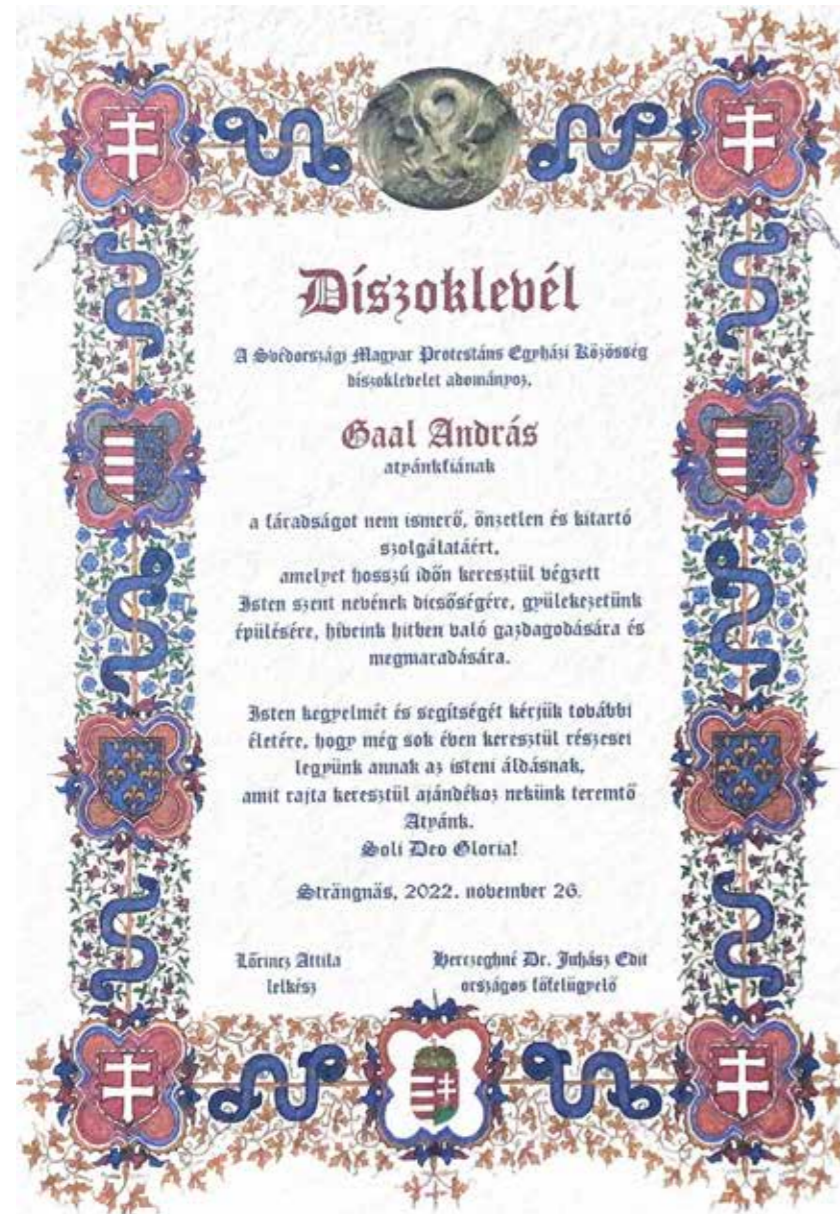 Díszoklevél
A Svédországi Magyar Protestáns Egyházi Közösség
díszoklevelet adományoz,
Gaal András
atyánkfiának
a fáradságot nem ismerő, önzetlen és kitartó
szolgálatáért,
amelyet hosszú időn keresztül végzett
Isten szent nevének dicsőségére, gyülekezetünk
épülésére, híveink hitben való gazdagodására és
megmaradására.
Isten kegyelmét és segítségét kérjük további
életére, hogy még sok éven keresztül részesei
legyünk annak az isteni áldásnak,
amit rajta keresztül ajándékoz nekünk teremtő
Atyánk.
Soli Deo Gloria!
Strängnäs, 2022. november 26.
Lőrincz Attila
lelkész
Herczeghné Dr. Juhász Edit
országos főfelügyelő